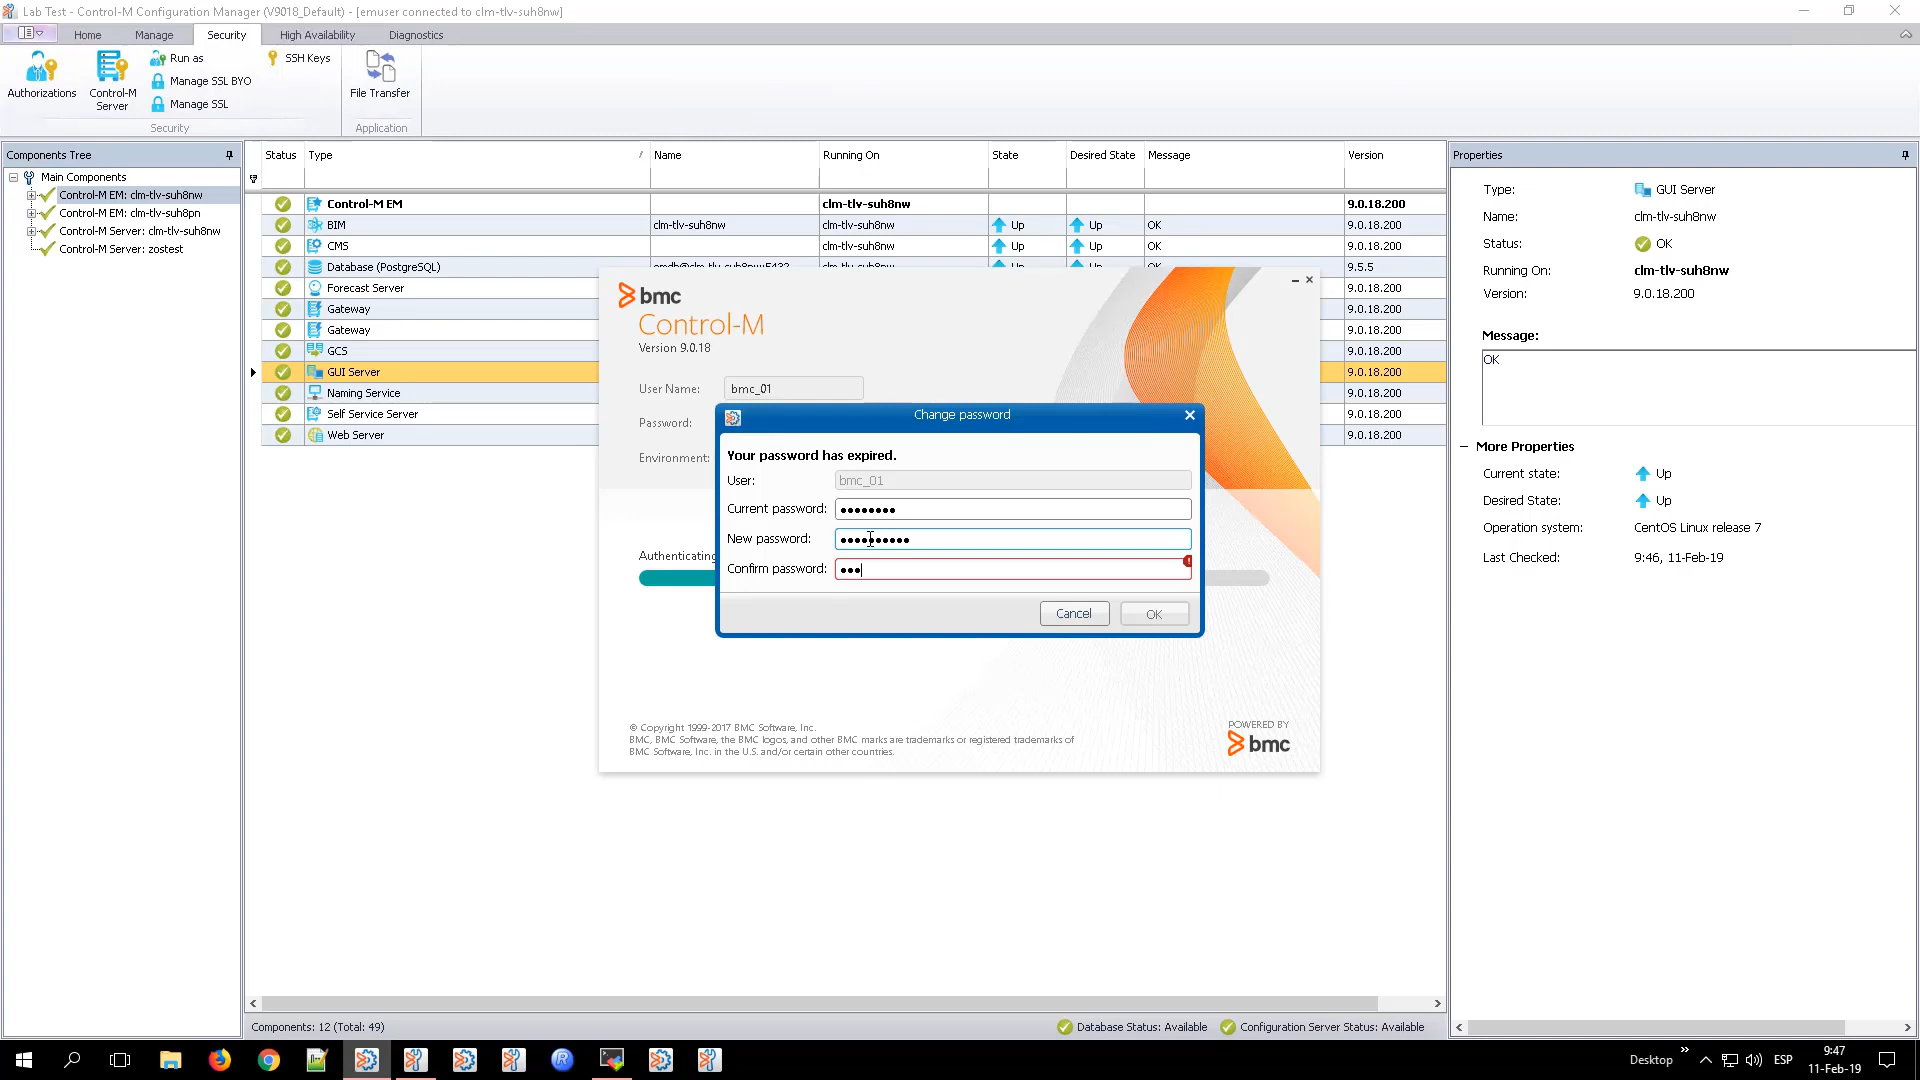 Lab Test - Control-M Configuration Manager (V9018_Default) - [emuser connected to clm-tlv-suh8nw]
Home Manage Security High Availability Diagnostics
Authorizations
Control-M Server
Run as
Manage SSL BYO
Manage SSL
SSH Keys
Security
File Transfer
Application
Components Tree
Main Components
Control-M EM: clm-tlv-suh8nw
Control-M EM: clm-tlv-suh8pn
Control-M Server: clm-tlv-suh8nw
Control-M Server: zostest
Status Type / Name Running On State Desired State Message Version
Control-M EM clm-tlv-suh8nw 9.0.18.200
BIM clm-tlv-suh8nw clm-tlv-suh8nw Up Up OK 9.0.18.200
CMS clm-tlv-suh8nw Up Up OK 9.0.18.200
Database (PostgreSQL) 9.5.5
Forecast Server 9.0.18.200
Gateway 9.0.18.200
Gateway 9.0.18.200
GCS 9.0.18.200
GUI Server 9.0.18.200
Naming Service 9.0.18.200
Self Service Server 9.0.18.200
Web Server 9.0.18.200
bmc
Control-M
Version 9.0.18
User Name: bmc_01
Password:
Environment:
Authenticating
Change password
Your password has expired.
User: bmc_01
Current password: ••••••••
New password: ••••••••••
Confirm password: •••
Cancel OK
© Copyright 1999-2017 BMC Software, Inc.
BMC, BMC Software, the BMC logos, and other BMC marks are trademarks or registered trademarks of
BMC Software, Inc. in the U.S. and/or certain other countries.
POWERED BY
bmc
Properties
Type: GUI Server
Name: clm-tlv-suh8nw
Status: OK
Running On: clm-tlv-suh8nw
Version: 9.0.18.200
Message:
OK
More Properties
Current state: Up
Desired State: Up
Operation system: CentOS Linux release 7
Last Checked: 9:46, 11-Feb-19
Components: 12 (Total: 49)
Database Status: Available
Configuration Server Status: Available
Desktop
ESP
9:47
11-Feb-19